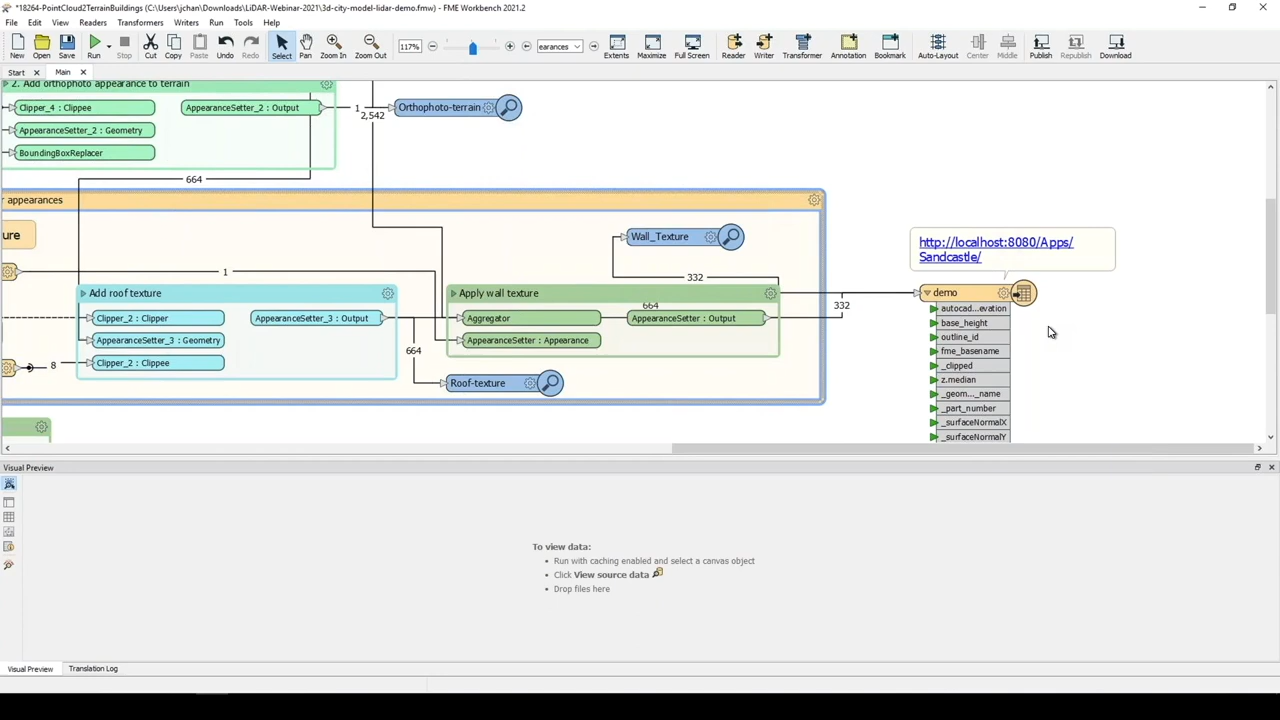 *18264-PointCloud2TerrainBuildings (C:\Users\jchan\Downloads\LiDAR-Webinar-2021\3d-city-model-lidar-demo.fmw) - FME Workbench 2021.2
File Edit View Readers Transformers Writers Run Tools Help
New Open Save Run Stop Cut Copy Paste Undo Redo Select Pan Zoom In Zoom Out 117% earances Extents Maximize Full Screen Reader Writer Transformer Annotation Bookmark Auto-Layout Center Middle Publish Republish Download
Start Main
2. Add orthophoto appearance to terrain
Clipper_4 : Clippee AppearanceSetter_2 : Output 1 Orthophoto-terrain
2,542
AppearanceSetter_2 : Geometry
BoundingBoxReplacer
664
r appearances
ure Wall_Texture
http://localhost:8080/Apps/
Sandcastle/
1
332
Add roof texture Apply wall texture demo
664 332
autocad...evation
Clipper_2 : Clipper AppearanceSetter_3 : Output Aggregator AppearanceSetter : Output
base_height
outline_id
AppearanceSetter_3 : Geometry AppearanceSetter : Appearance
664 fme_basename
8 Clipper_2 : Clippee _clipped
Roof-texture z.median
_geom..._name
_part_number
_surfaceNormalX
_surfaceNormalY
Visual Preview
To view data:
• Run with caching enabled and select a canvas object
• Click View source data
• Drop files here
Visual Preview Translation Log